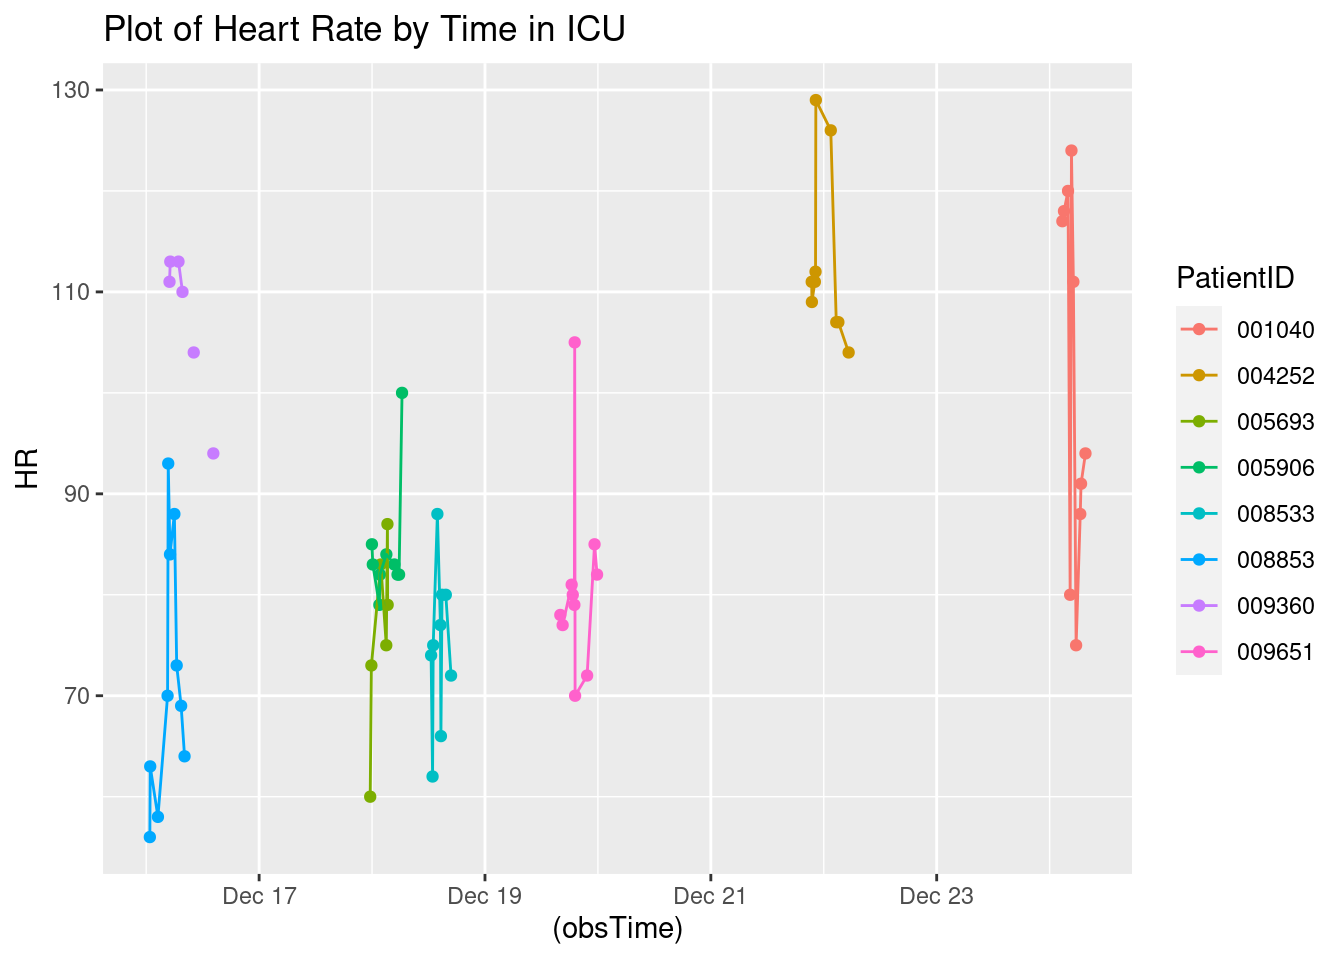 Plot of Heart Rate by Time in ICU
130
110
90
70
HR
Dec 17
Dec 19
Dec 21
Dec 23
(obsTime)
PatientID
001040
004252
005693
005906
008533
008853
009360
009651